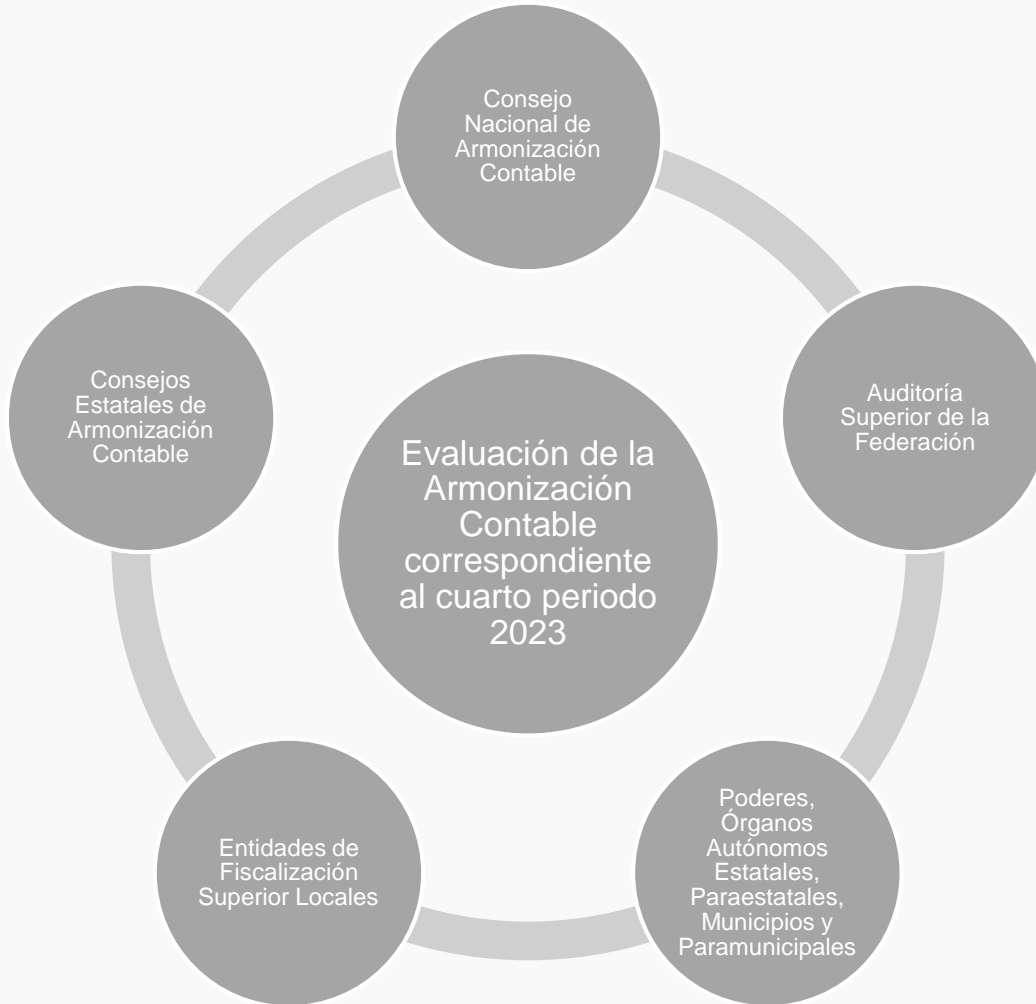 Consejo
Nacional de
Armonización
Contable
Auditoría
Superior de la
Federación
Poderes,
Órganos
Autónomos
Estatales,
Paraestatales,
Municipios y
Paramunicipales
Entidades de
Fiscalización
Superior Locales
Consejos
Estatales de
Armonización
Contable
Evaluación de la
Armonización
Contable
correspondiente
al cuarto periodo
2023